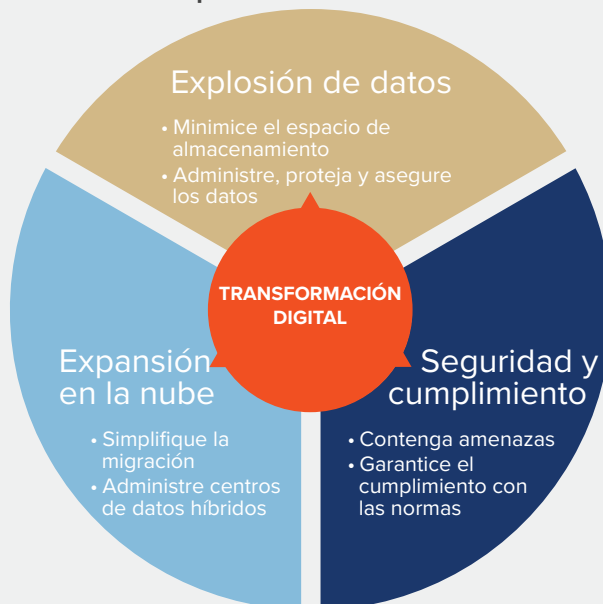 Explosión de datos
• Minimice el espacio de
almacenamiento
• Administre, proteja y asegure
los datos
TRANSFORMACIÓN
DIGITAL
Expansión
en la nube
• Simplifique la
migración
• Administre centros
de datos híbridos
Seguridad y
cumplimiento
• Contenga amenazas
• Garantice el
cumplimiento con
las normas